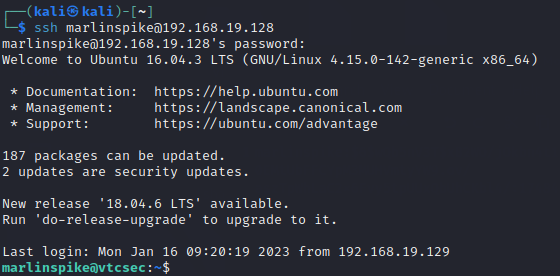 ┌──(kali㉿kali)-[~]
└─$ ssh marlinspike@192.168.19.128
marlinspike@192.168.19.128's password:
Welcome to Ubuntu 16.04.3 LTS (GNU/Linux 4.15.0-142-generic x86_64)
* Documentation: https://help.ubuntu.com
* Management: https://landscape.canonical.com
* Support: https://ubuntu.com/advantage
187 packages can be updated.
2 updates are security updates.
New release '18.04.6 LTS' available.
Run 'do-release-upgrade' to upgrade to it.
Last login: Mon Jan 16 09:20:19 2023 from 192.168.19.129
marlinspike@vtcsec:~$